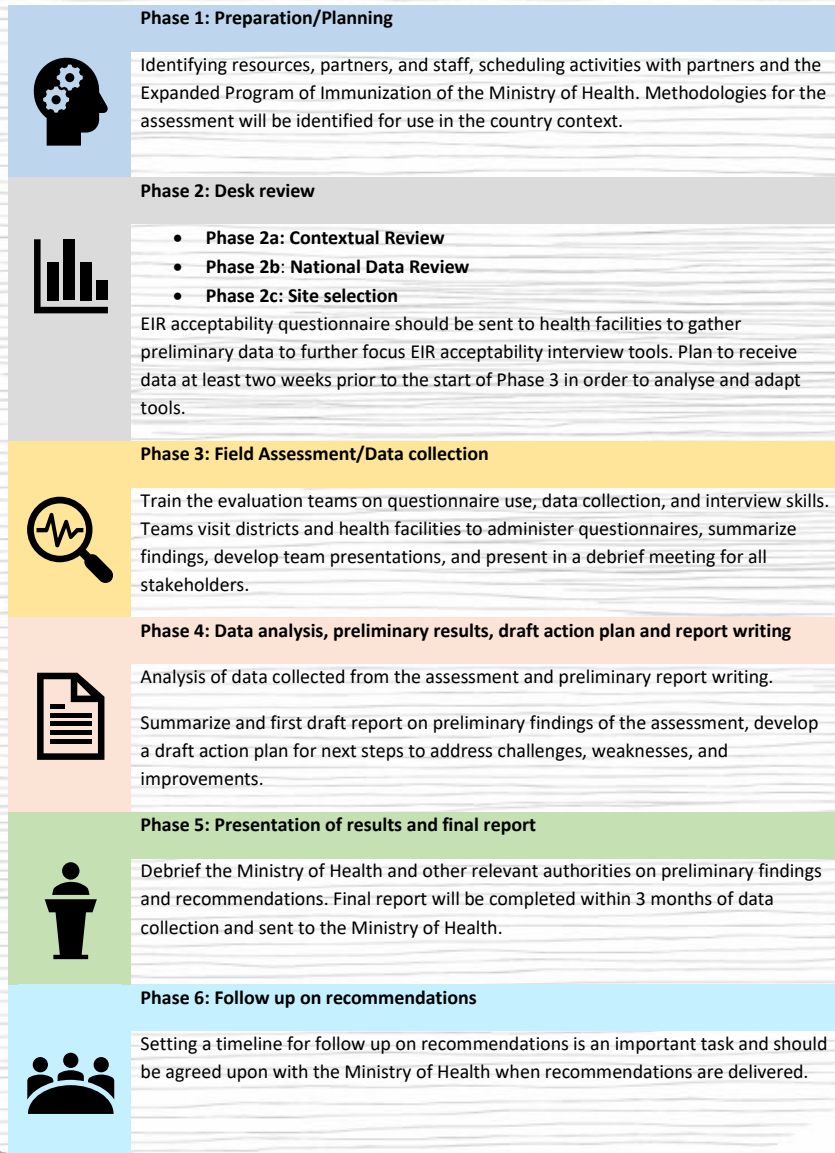 Phase 1: Preparation/Planning
Identifying resources, partners, and staff, scheduling activities with partners and the
Expanded Program of Immunization of the Ministry of Health. Methodologies for the
assessment will be identified for use in the country context.
Phase 2: Desk review
• Phase 2a: Contextual Review
• Phase 2b: National Data Review
• Phase 2c: Site selection
EIR acceptability questionnaire should be sent to health facilities to gather
preliminary data to further focus EIR acceptability interview tools. Plan to receive
data at least two weeks prior to the start of Phase 3 in order to analyse and adapt
tools.
Phase 3: Field Assessment/Data collection
Train the evaluation teams on questionnaire use, data collection, and interview skills.
Teams visit districts and health facilities to administer questionnaires, summarize
findings, develop team presentations, and present in a debrief meeting for all
stakeholders.
Phase 4: Data analysis, preliminary results, draft action plan and report writing
Analysis of data collected from the assessment and preliminary report writing.
Summarize and first draft report on preliminary findings of the assessment, develop
a draft action plan for next steps to address challenges, weaknesses, and
improvements.
Phase 5: Presentation of results and final report
Debrief the Ministry of Health and other relevant authorities on preliminary findings
and recommendations. Final report will be completed within 3 months of data
collection and sent to the Ministry of Health.
Phase 6: Follow up on recommendations
Setting a timeline for follow up on recommendations is an important task and should
be agreed upon with the Ministry of Health when recommendations are delivered.